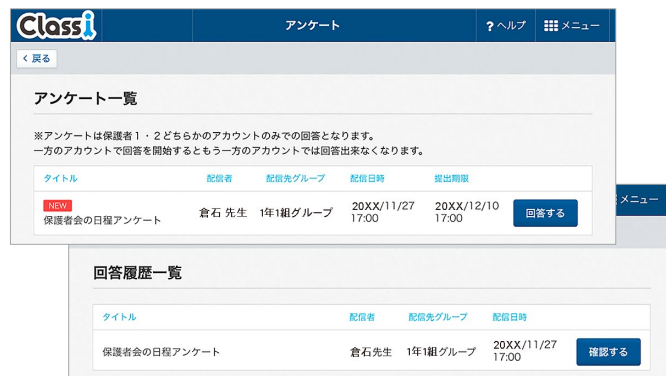 Classi アンケート ? ヘルプ メニュー
< 戻る
アンケート一覧
※アンケートは保護者1・2どちらかのアカウントのみでの回答となります。
一方のアカウントで回答を開始するともう一方のアカウントでは回答出来なくなります。
タイトル 配信者 配信先グループ 配信日時 提出期限
NEW
保護者会の日程アンケート 倉石 先生 1年1組グループ 20XX/11/27 20XX/12/10 回答する
17:00 17:00
メニュー
回答履歴一覧
タイトル 配信者 配信先グループ 配信日時
保護者会の日程アンケート 倉石先生 1年1組グループ 20XX/11/27 確認する
17:00